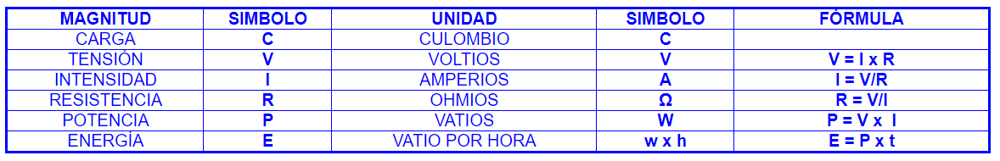 MAGNITUD SIMBOLO UNIDAD SIMBOLO FÓRMULA
CARGA C CULOMBIO C
TENSIÓN V VOLTIOS V V = I x R
INTENSIDAD I AMPERIOS A I = V/R
RESISTENCIA R OHMIOS Ω R = V/I
POTENCIA P VATIOS W P = V x I
ENERGÍA E VATIO POR HORA w x h E = P x t